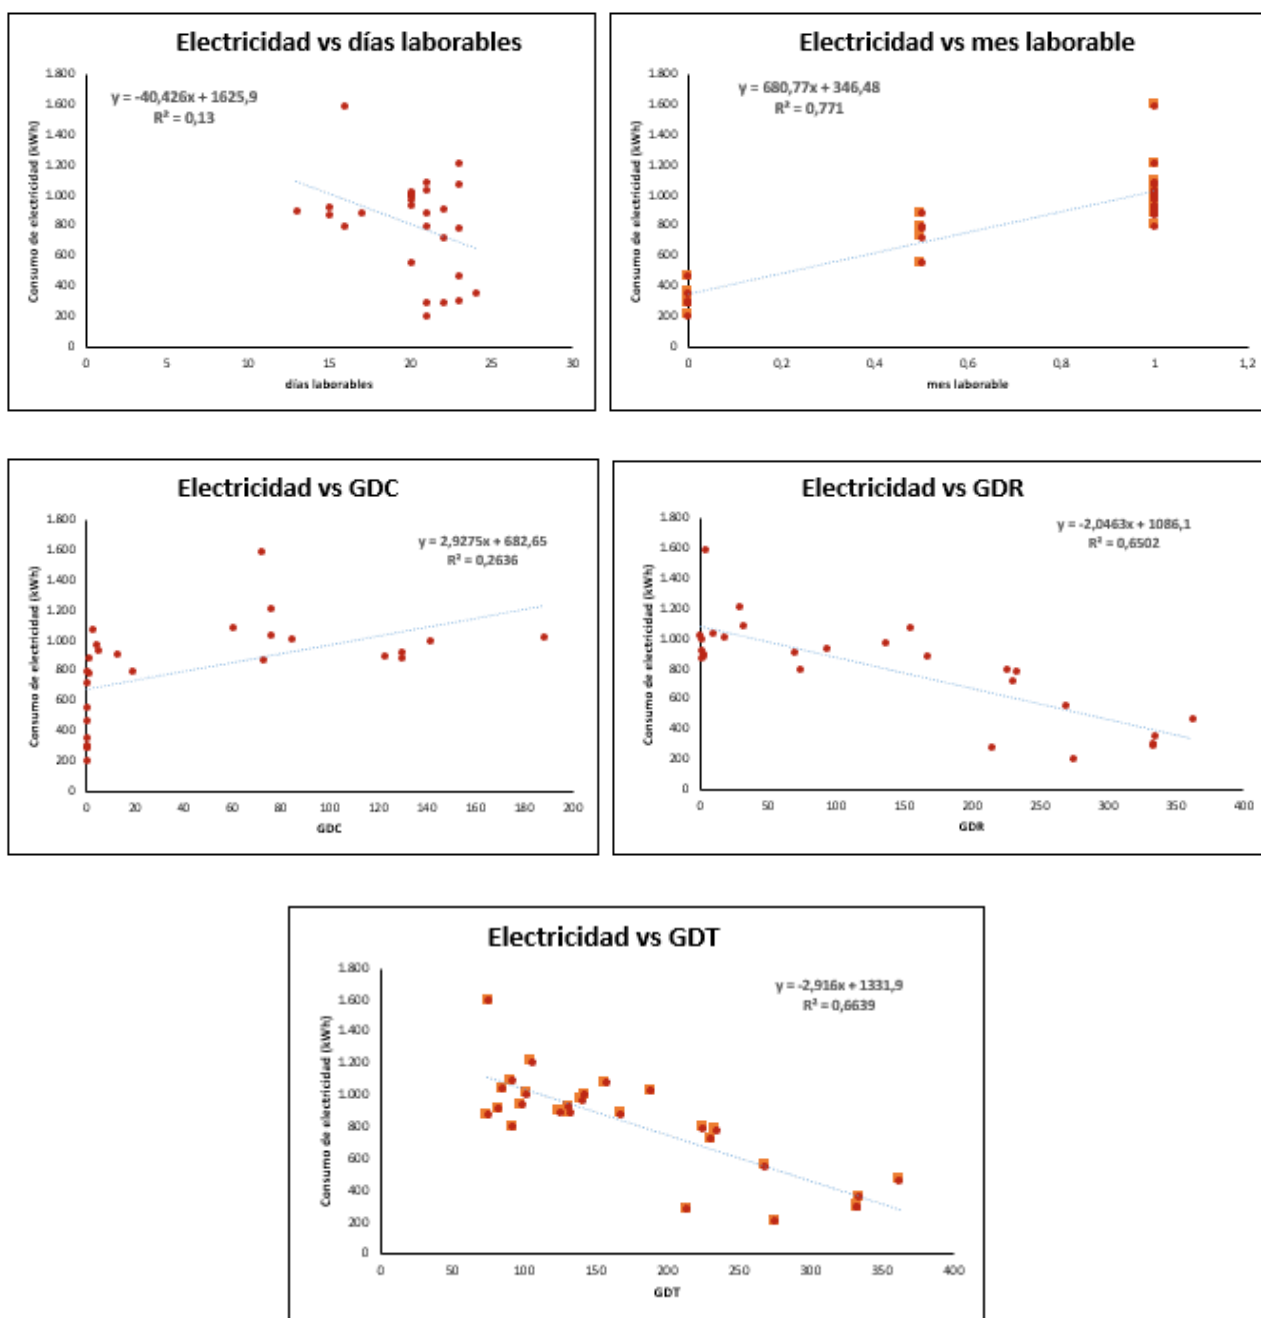 Electricidad vs días laborables
y = -40,426x + 1625,9
R² = 0,13
Consumo de electricidad (kWh)
1.800
1.600
1.400
1.200
1.000
800
600
400
200
0
0 5 10 15 20 25 30
días laborables
Electricidad vs mes laborable
y = 680,77x + 346,48
R² = 0,771
Consumo de electricidad (kWh)
1.800
1.600
1.400
1.200
1.000
800
600
400
200
0
0 0,2 0,4 0,6 0,8 1 1,2
mes laborable
Electricidad vs GDC
y = 2,9275x + 682,65
R² = 0,2636
Consumo de electricidad (kWh)
1.800
1.600
1.400
1.200
1.000
800
600
400
200
0
0 20 40 60 80 100 120 140 160 180 200
GDC
Electricidad vs GDR
y = -2,0463x + 1086,1
R² = 0,6502
Consumo de electricidad (kWh)
1.800
1.600
1.400
1.200
1.000
800
600
400
200
0
0 50 100 150 200 250 300 350 400
GDR
Electricidad vs GDT
y = -2,916x + 1331,9
R² = 0,6639
Consumo de electricidad (kWh)
1.800
1.600
1.400
1.200
1.000
800
600
400
200
0
0 50 100 150 200 250 300 350 400
GDT